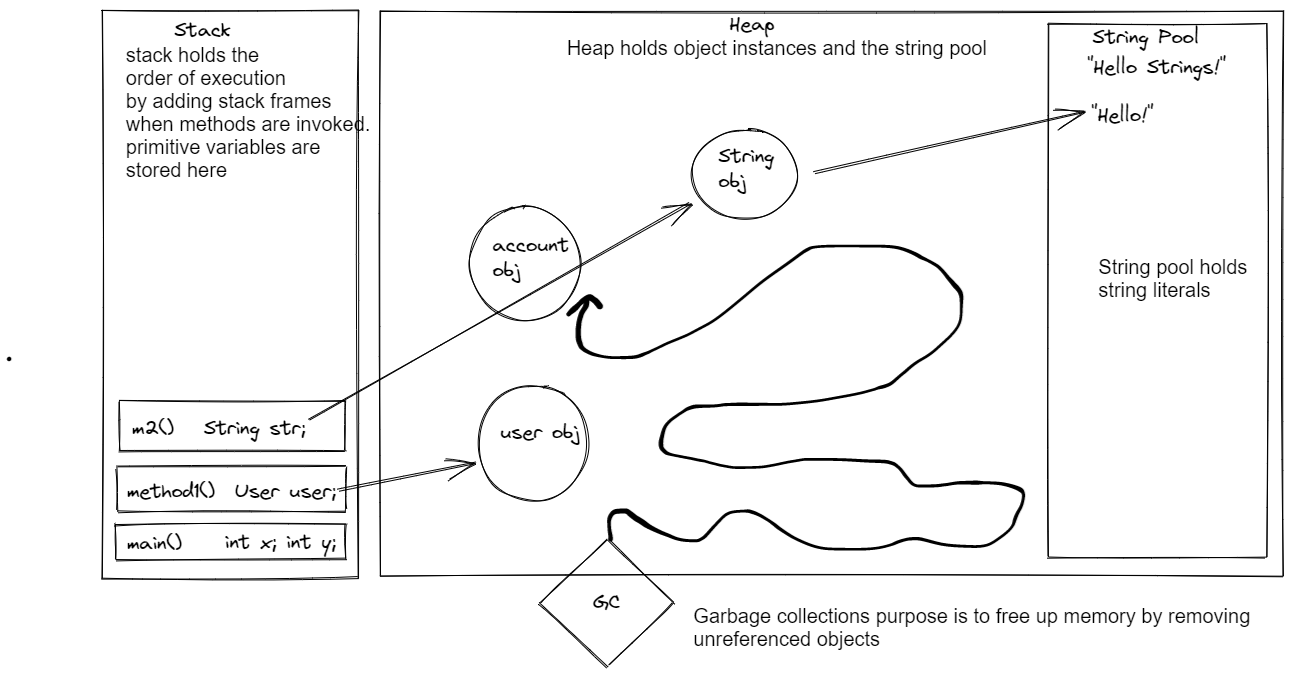 Stack
stack holds the
order of execution
by adding stack frames
when methods are invoked.
primitive variables are
stored here
m2() String str;
method1() User user;
main() int x; int y;
Heap
Heap holds object instances and the string pool
String
obj
account
obj
user obj
String Pool
"Hello Strings!"
"Hello!"
String pool holds
string literals
GC
Garbage collections purpose is to free up memory by removing
unreferenced objects